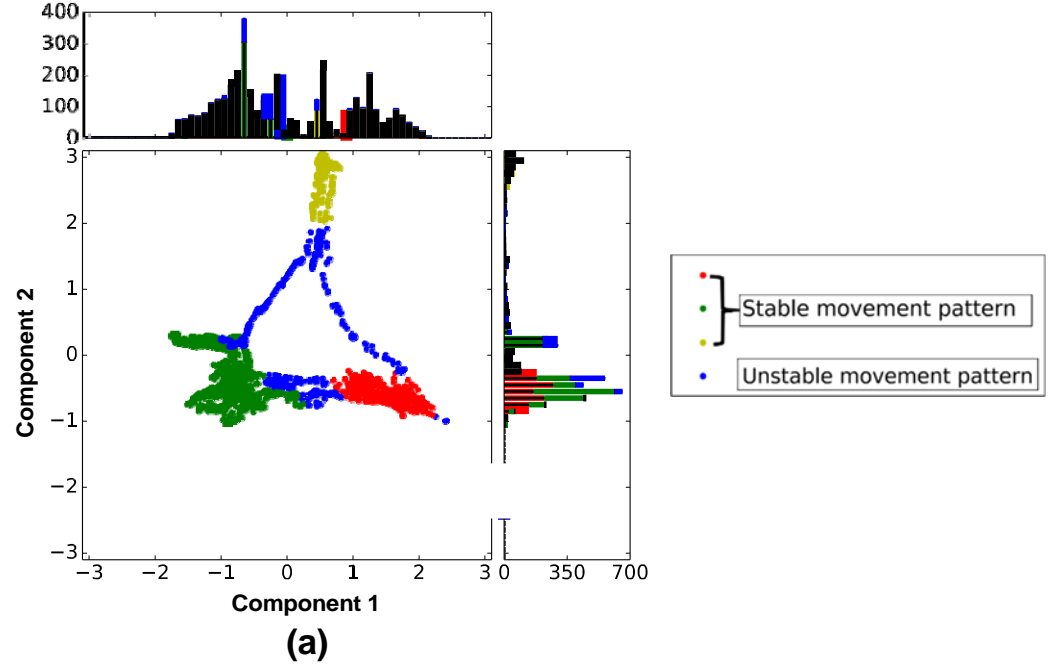 400
300
200
100
0
3
2
1
0
−1
−2
−3
Component 2
−3 −2 −1 0 1 2 3 0 350 700
Component 1
(a)
Stable movement pattern
Unstable movement pattern